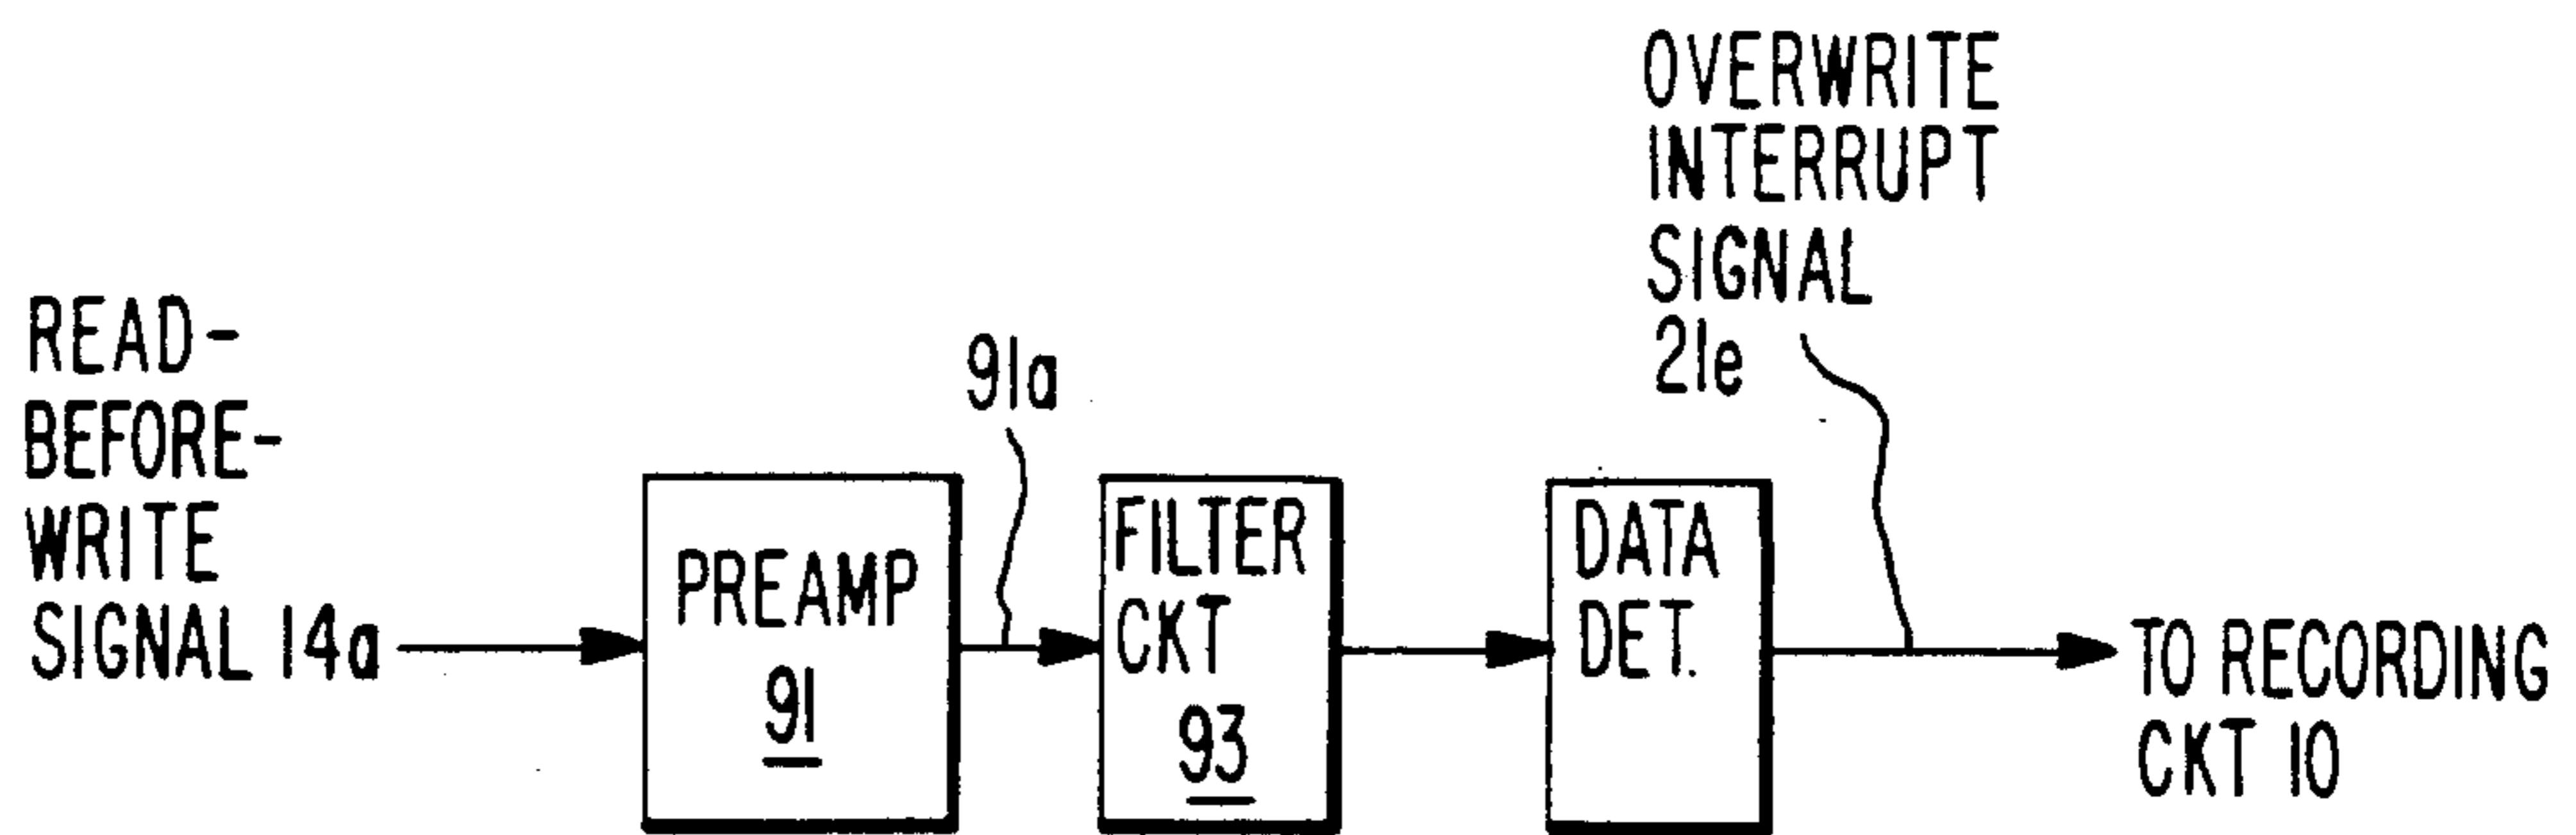 READ-
BEFORE-
WRITE
SIGNAL 14a
PREAMP
91
91a
FILTER
CKT
93
DATA
DET.
OVERWRITE
INTERRUPT
SIGNAL
21e
TO RECORDING
CKT 10